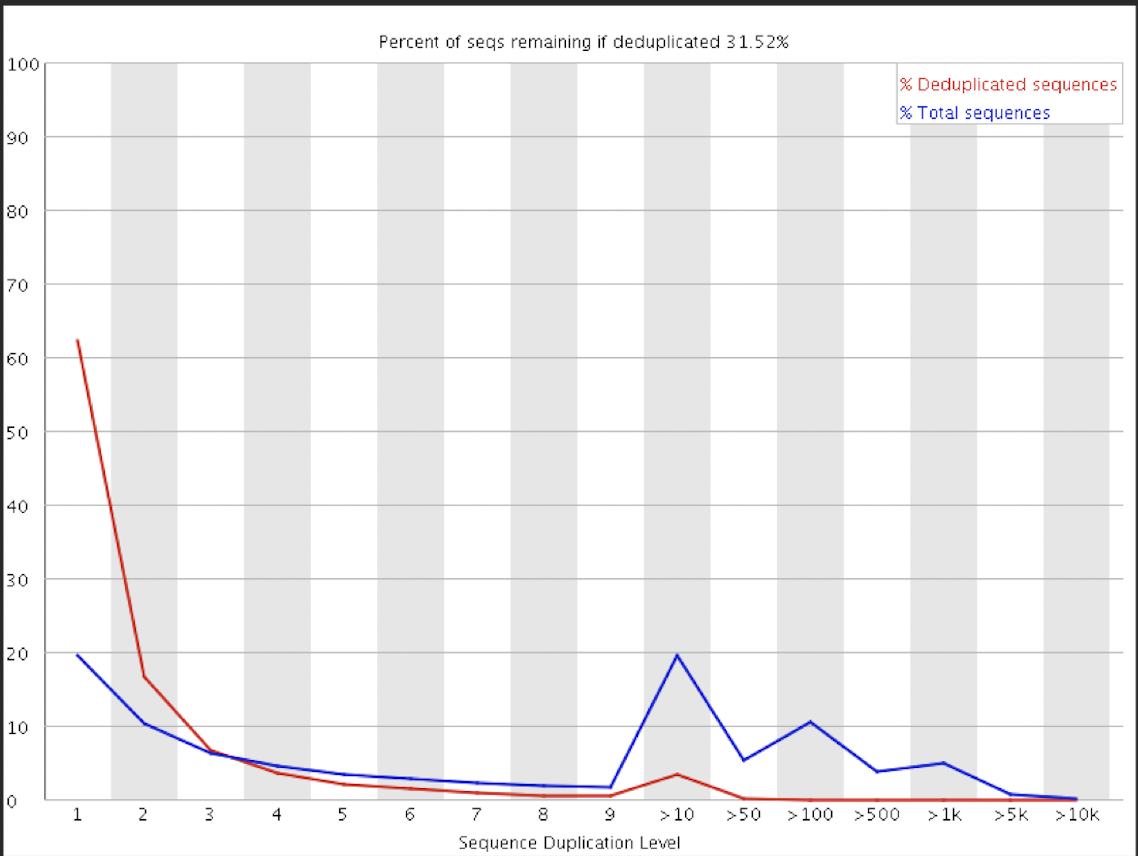 Percent of seqs remaining if deduplicated 31.52%
% Deduplicated sequences
% Total sequences
100
90
80
70
60
50
40
30
20
10
0
1 2 3 4 5 6 7 8 9 >10 >50 >100 >500 >1k >5k >10k
Sequence Duplication Level